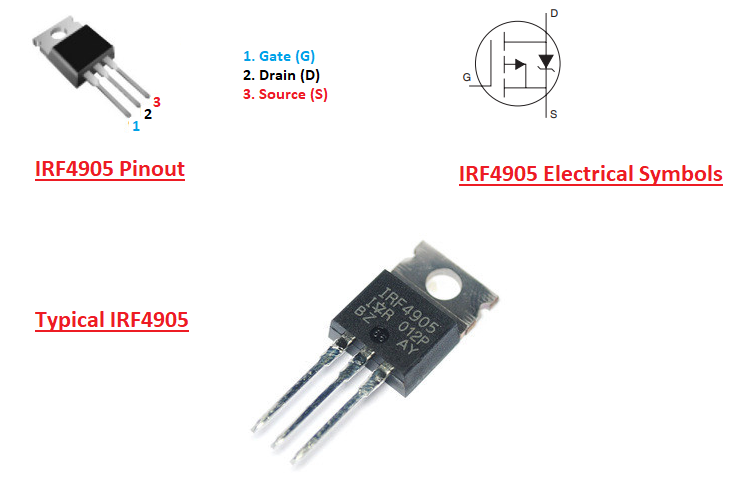 1. Gate (G)
2. Drain (D)
3. Source (S)
3
2
1
D
G
S
IRF4905 Pinout
IRF4905 Electrical Symbols
Typical IRF4905
IRF4905
IR 012P
BZ AY